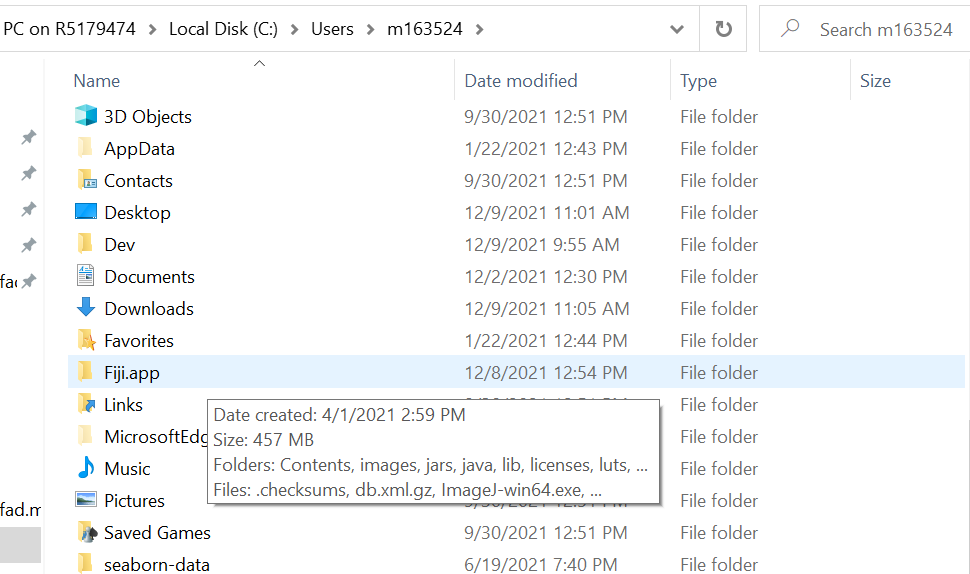 PC on R5179474 > Local Disk (C:) > Users > m163524 >
Search m163524
Name Date modified Type Size
3D Objects 9/30/2021 12:51 PM File folder
AppData 1/22/2021 12:43 PM File folder
Contacts 9/30/2021 12:51 PM File folder
Desktop 12/9/2021 11:01 AM File folder
Dev 12/9/2021 9:55 AM File folder
Documents 12/2/2021 12:30 PM File folder
Downloads 12/9/2021 11:05 AM File folder
Favorites 1/22/2021 12:44 PM File folder
Fiji.app 12/8/2021 12:54 PM File folder
Links File folder
Date created: 4/1/2021 2:59 PM
MicrosoftEdg File folder
Size: 457 MB
Music File folder
Folders: Contents, images, jars, java, lib, licenses, luts, ...
Pictures File folder
Files: .checksums, db.xml.gz, ImageJ-win64.exe, ...
fad.m
Saved Games 9/30/2021 12:51 PM File folder
seaborn-data 6/19/2021 7:40 PM File folder